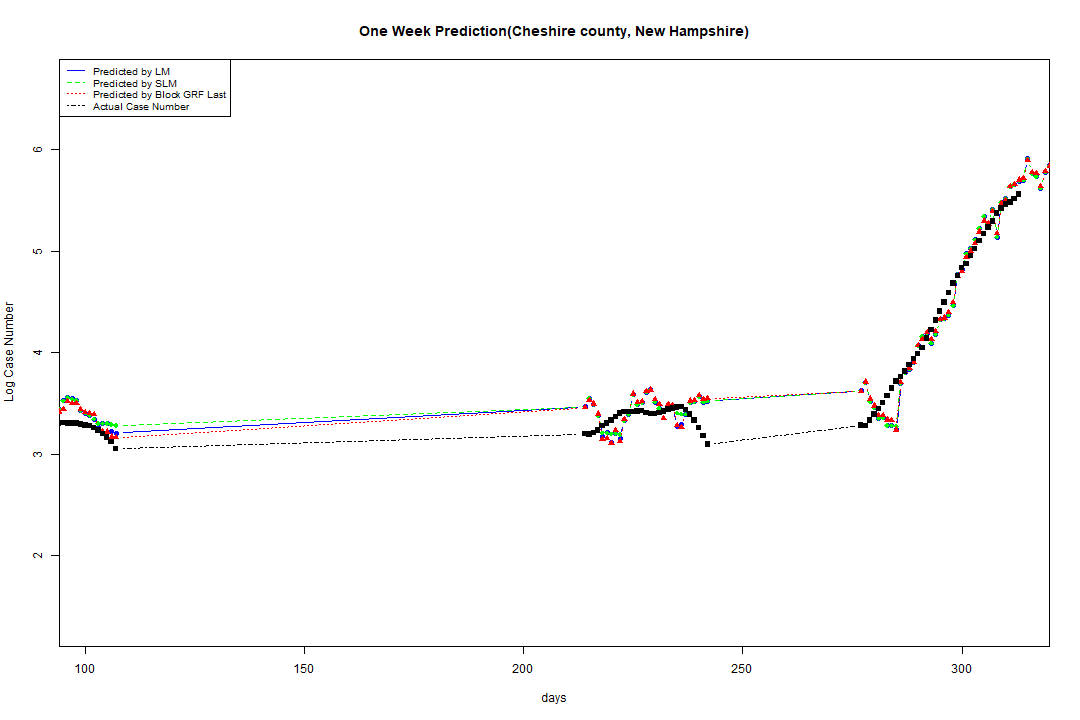 One Week Prediction(Cheshire county, New Hampshire)
Predicted by LM
Predicted by SLM
Predicted by Block GRF Last
Actual Case Number
Log Case Number
6
5
4
3
2
100 150 200 250 300
days